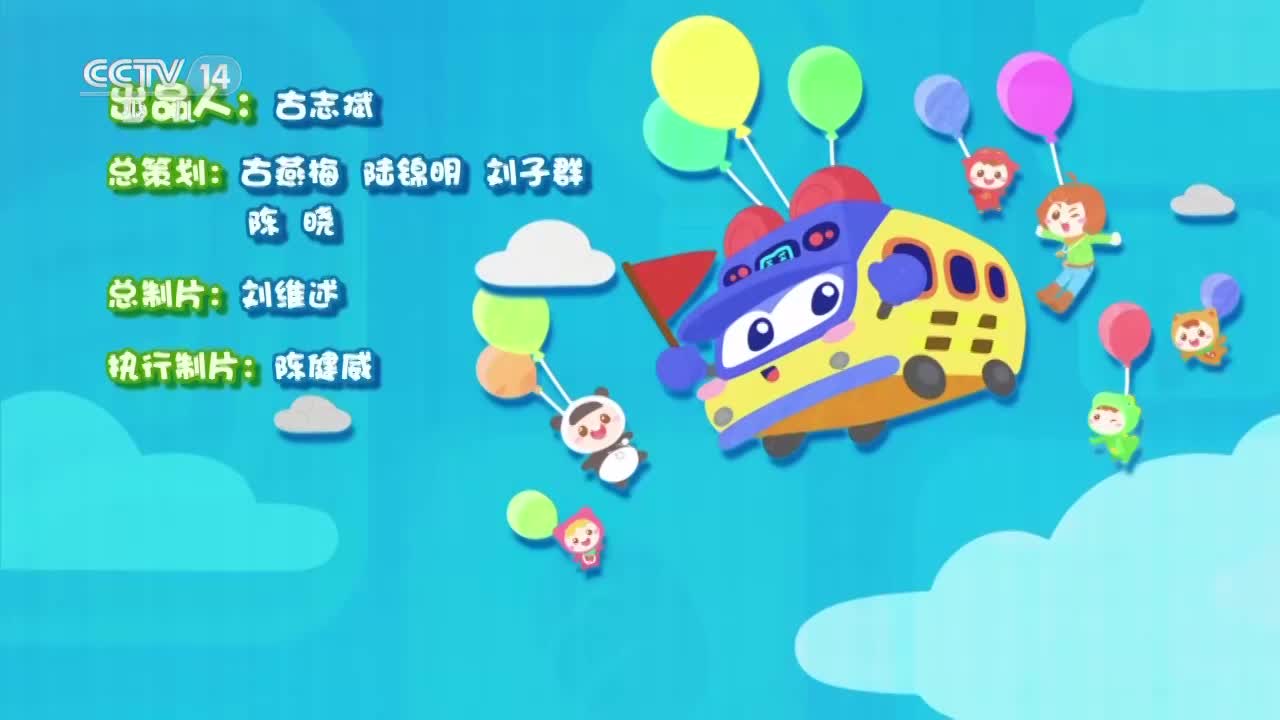 CCTV 14
出品人：古志斌
总策划：古燕梅 陆锦明 刘子群
陈 晓
总制片：刘维述
执行制片：陈健威